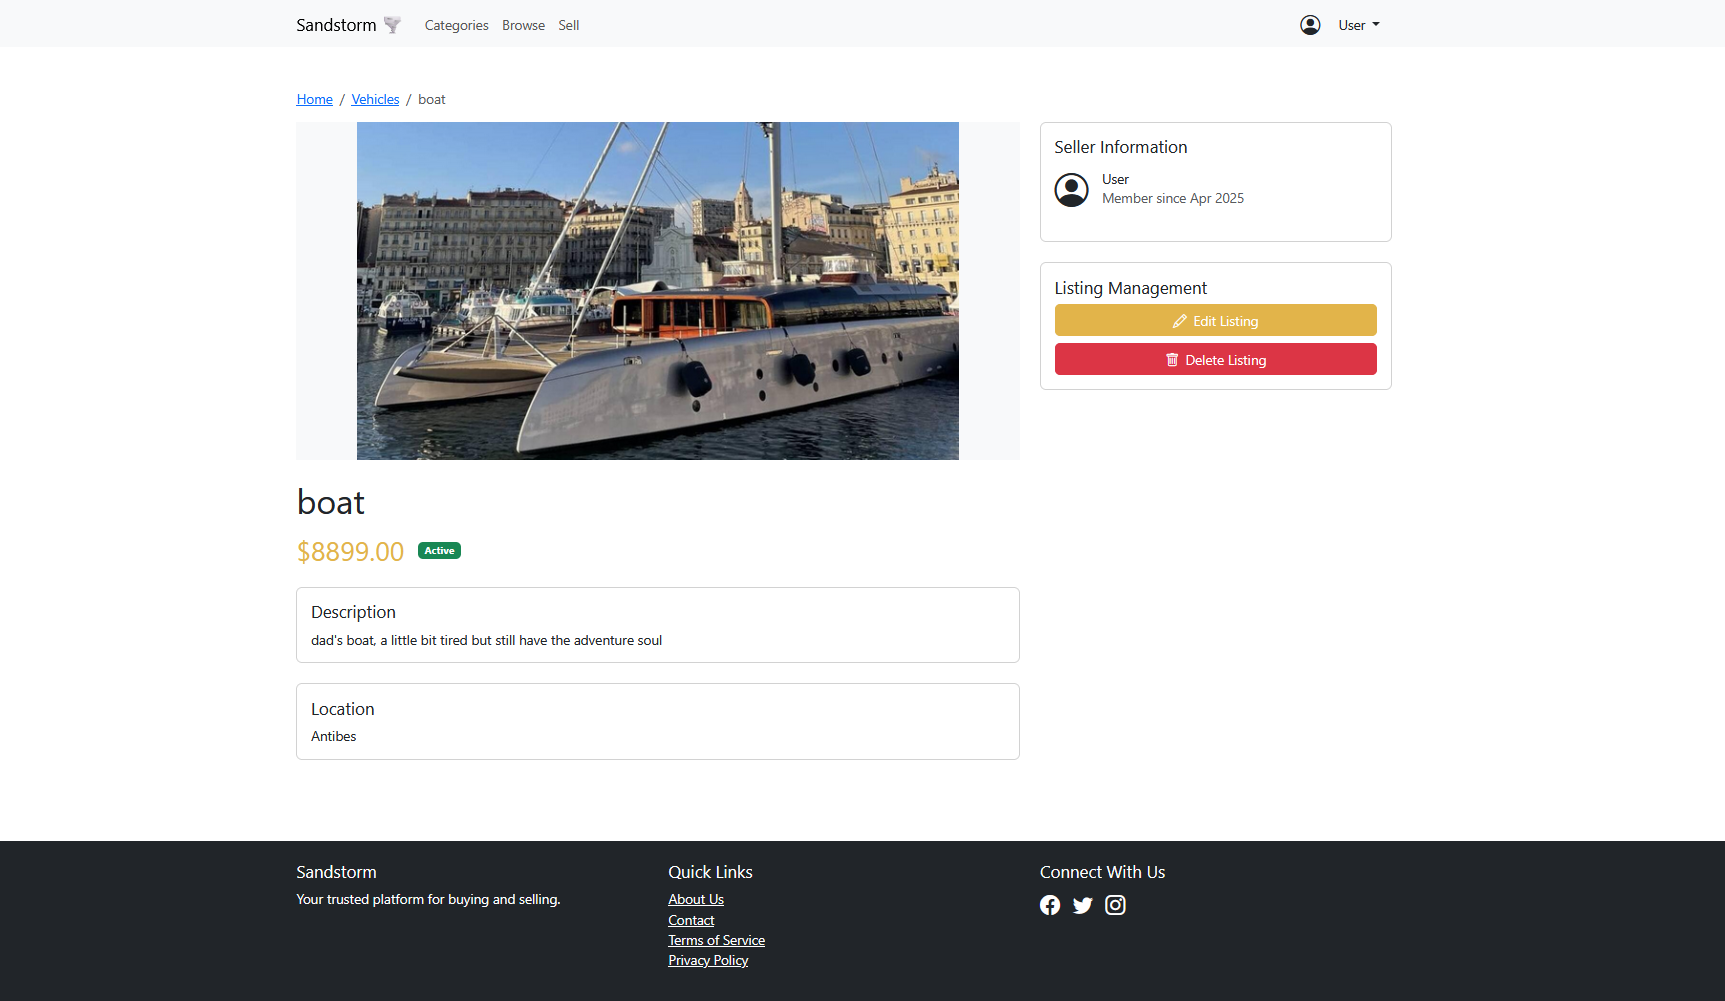 Sandstorm
Categories
Browse
Sell
User
Home / Vehicles / boat
boat
$8899.00
Active
Description
dad's boat, a little bit tired but still have the adventure soul
Location
Antibes
Seller Information
User
Member since Apr 2025
Listing Management
Edit Listing
Delete Listing
Sandstorm
Your trusted platform for buying and selling.
Quick Links
About Us
Contact
Terms of Service
Privacy Policy
Connect With Us